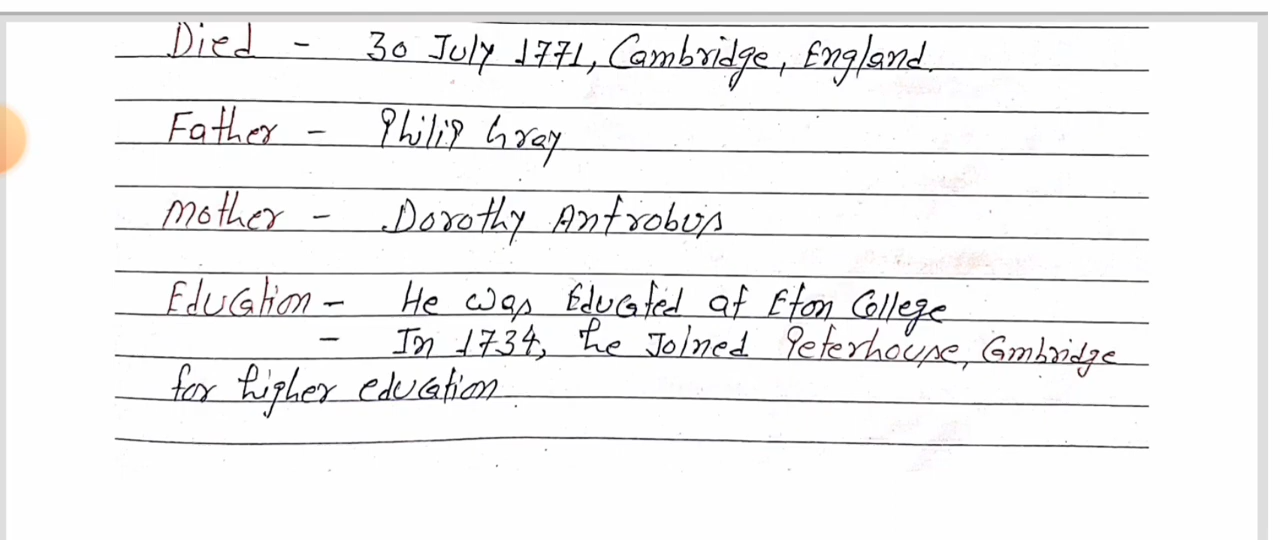 Died - 30 July 1771, Cambridge, England.
Father - Philip Gray
Mother - Dorothy Antrobus
Education - He was Educated at Eton College
- In 1734, he Joined Peterhouse, Cambridge
for higher education.